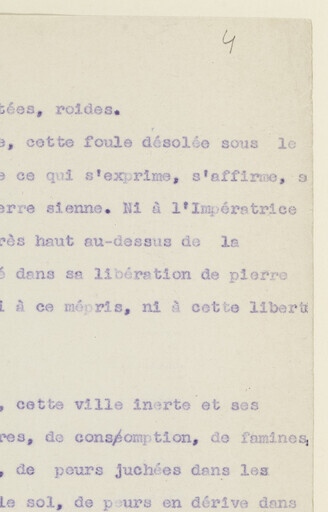 4
tées, roides.
e, cette foule désolée sous le
e ce qui s'exprime, s'affirme, s
erre sienne. Ni à l'Impératrice
rès haut au-dessus de la
é dans sa libération de pierre
i à ce mépris, ni à cette libert
, cette ville inerte et ses
res, de consomption, de famines,
, de peurs juchées dans les
le sol, de peurs en dérive dans